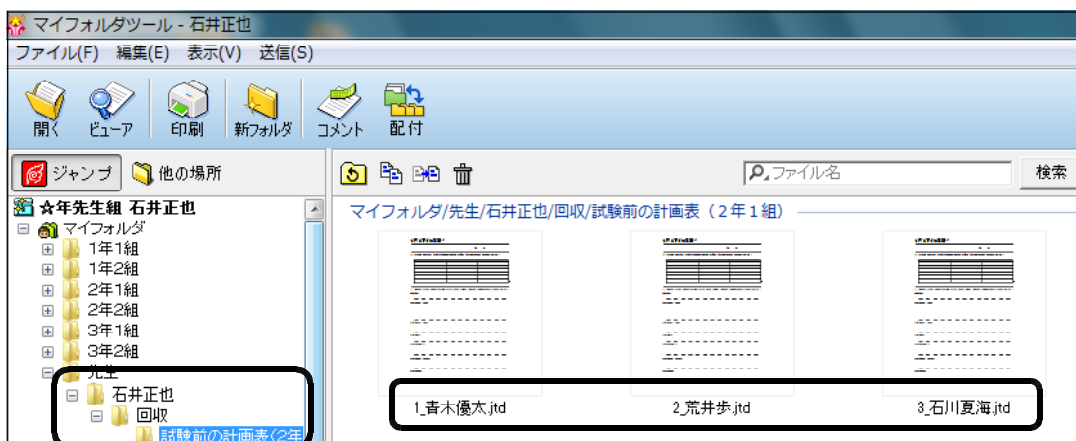 マイフォルダツール - 石井正也
ファイル(F) 編集(E) 表示(V) 送信(S)
開く ビューア 印刷 新フォルダ コメント 配付
ジャンプ 他の場所
ファイル名 検索
☆年先生組 石井正也
マイフォルダ
1年1組
1年2組
2年1組
2年2組
3年1組
3年2組
先生
石井正也
回収
試験前の計画表(2年
マイフォルダ/先生/石井正也/回収/試験前の計画表(2年1組)
1_青木優太.jtd 2_荒井歩.jtd 3_石川夏海.jtd